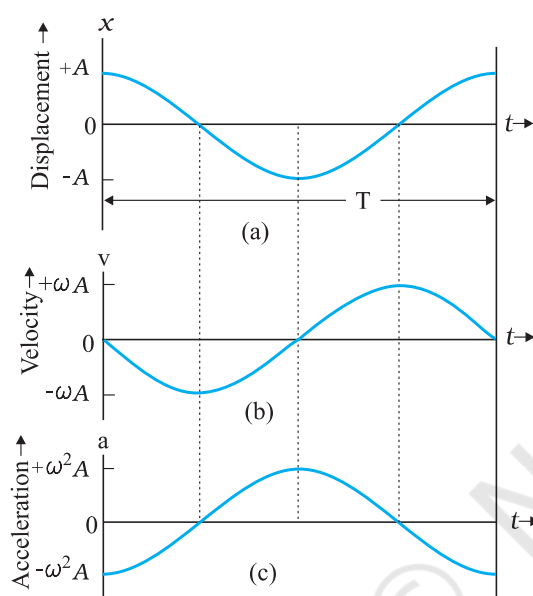 x
Displacement→
+A
0
t→
-A
T
(a)
v
Velocity→
+ωA
0
t→
-ωA
(b)
a
Acceleration→
+ω²A
0
t→
-ω²A
(c)
© N